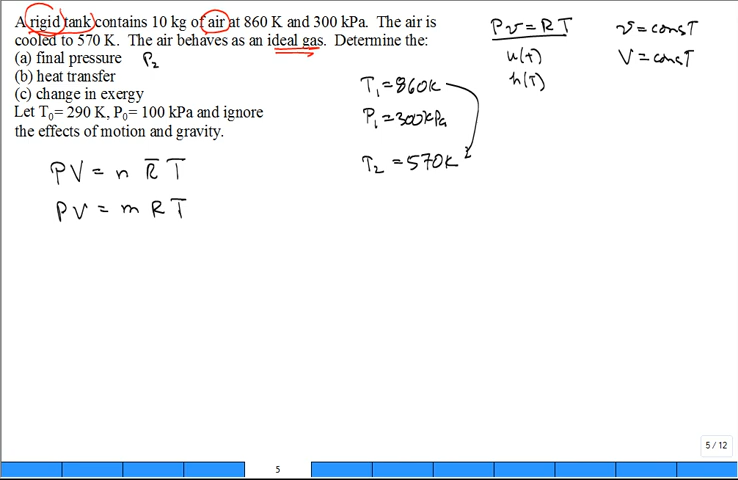 A rigid tank contains 10 kg of air at 860 K and 300 kPa. The air is
cooled to 570 K. The air behaves as an ideal gas. Determine the:
(a) final pressure P₂
(b) heat transfer
(c) change in exergy
Let T₀= 290 K, P₀= 100 kPa and ignore
the effects of motion and gravity.
PV = n R̅ T
PV = m R T
T₁ = 860K
P₁ = 300kPa
T₂ = 570K
Pv = RT
u(T)
h(T)
v = const
V = const
5 / 12
5